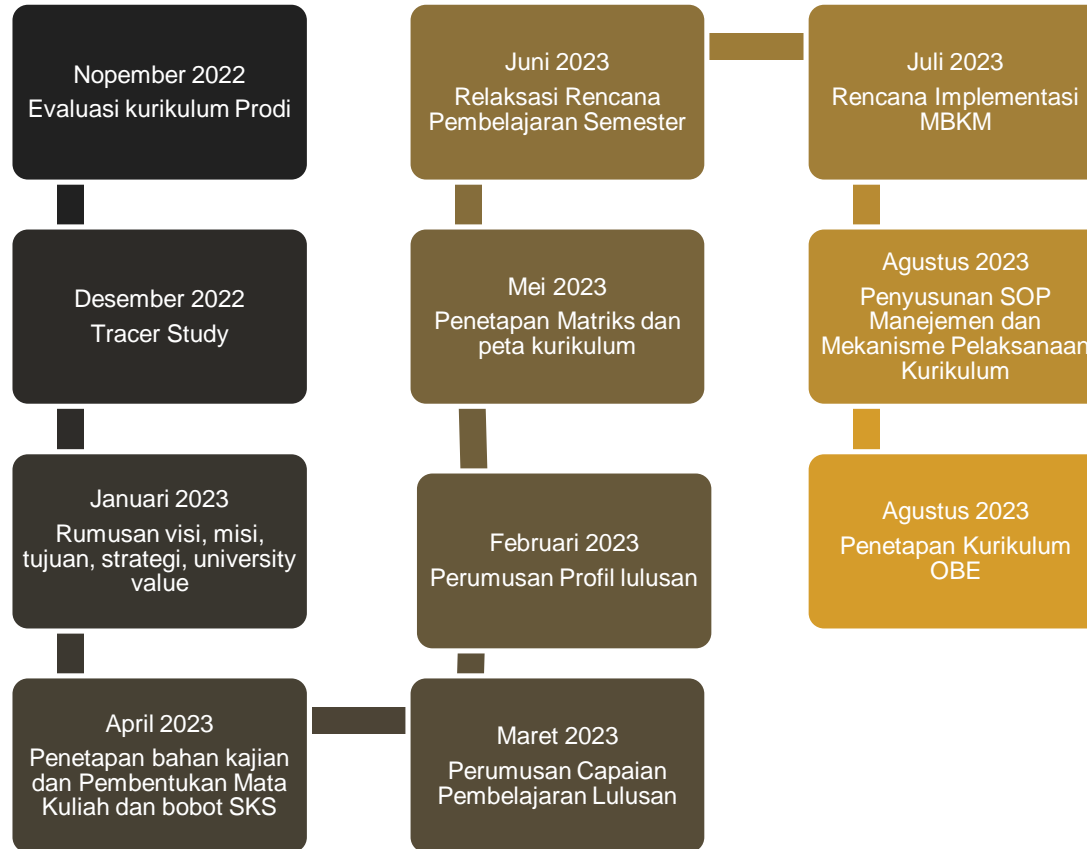 Nopember 2022
Evaluasi kurikulum Prodi
Desember 2022
Tracer Study
Januari 2023
Rumusan visi, misi,
tujuan, strategi, university
value
April 2023
Penetapan bahan kajian
dan Pembentukan Mata
Kuliah dan bobot SKS
Maret 2023
Perumusan Capaian
Pembelajaran Lulusan
Februari 2023
Perumusan Profil lulusan
Mei 2023
Penetapan Matriks dan
peta kurikulum
Juni 2023
Relaksasi Rencana
Pembelajaran Semester
Juli 2023
Rencana Implementasi
MBKM
Agustus 2023
Penyusunan SOP
Manejemen dan
Mekanisme Pelaksanaan
Kurikulum
Agustus 2023
Penetapan Kurikulum
OBE